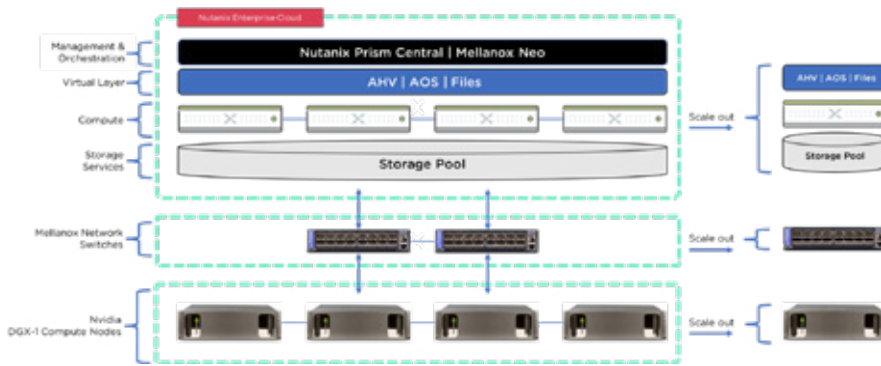 Nutanix Enterprise Cloud
Management &
Orchestration
Nutanix Prism Central | Mellanox Neo
Virtual Layer
AHV | AOS | Files
AHV | AOS | Files
Compute
Scale out
Storage
Services
Storage Pool
Storage Pool
Mellanox Network
Switches
Scale out
Nvidia
DGX-1 Compute Nodes
Scale out